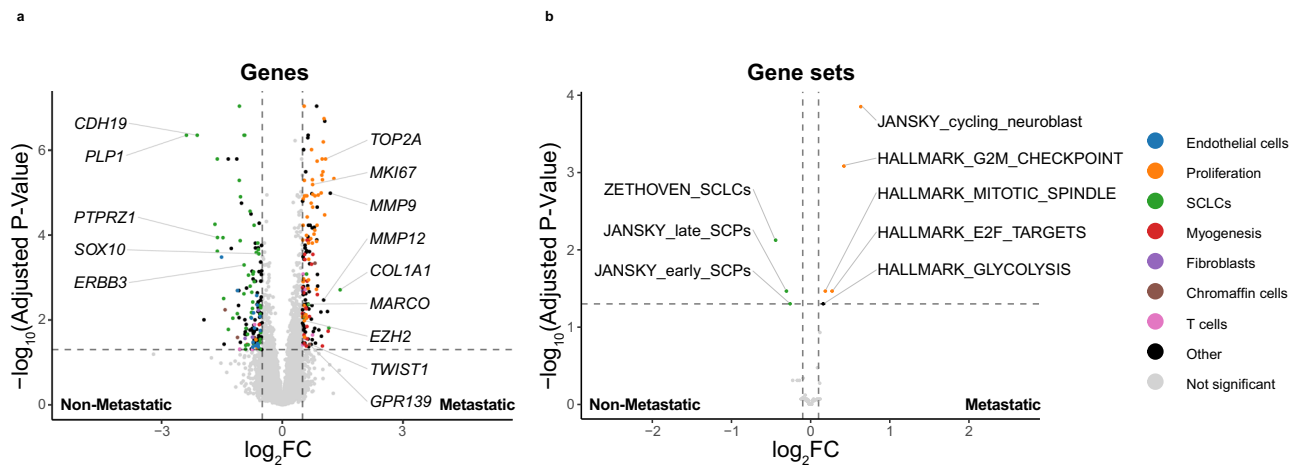 a
Genes
−log10(Adjusted P-Value)
6
4
2
0
CDH19
PLP1
PTPRZ1
SOX10
ERBB3
TOP2A
MKI67
MMP9
MMP12
COL1A1
MARCO
EZH2
TWIST1
GPR139
Non-Metastatic
Metastatic
−3
0
3
log2FC
b
Gene sets
−log10(Adjusted P-Value)
4
3
2
1
0
JANSKY_cycling_neuroblast
HALLMARK_G2M_CHECKPOINT
HALLMARK_MITOTIC_SPINDLE
HALLMARK_E2F_TARGETS
HALLMARK_GLYCOLYSIS
ZETHOVEN_SCLCs
JANSKY_late_SCPs
JANSKY_early_SCPs
Non-Metastatic
Metastatic
−2
−1
0
1
2
log2FC
Endothelial cells
Proliferation
SCLCs
Myogenesis
Fibroblasts
Chromaffin cells
T cells
Other
Not significant